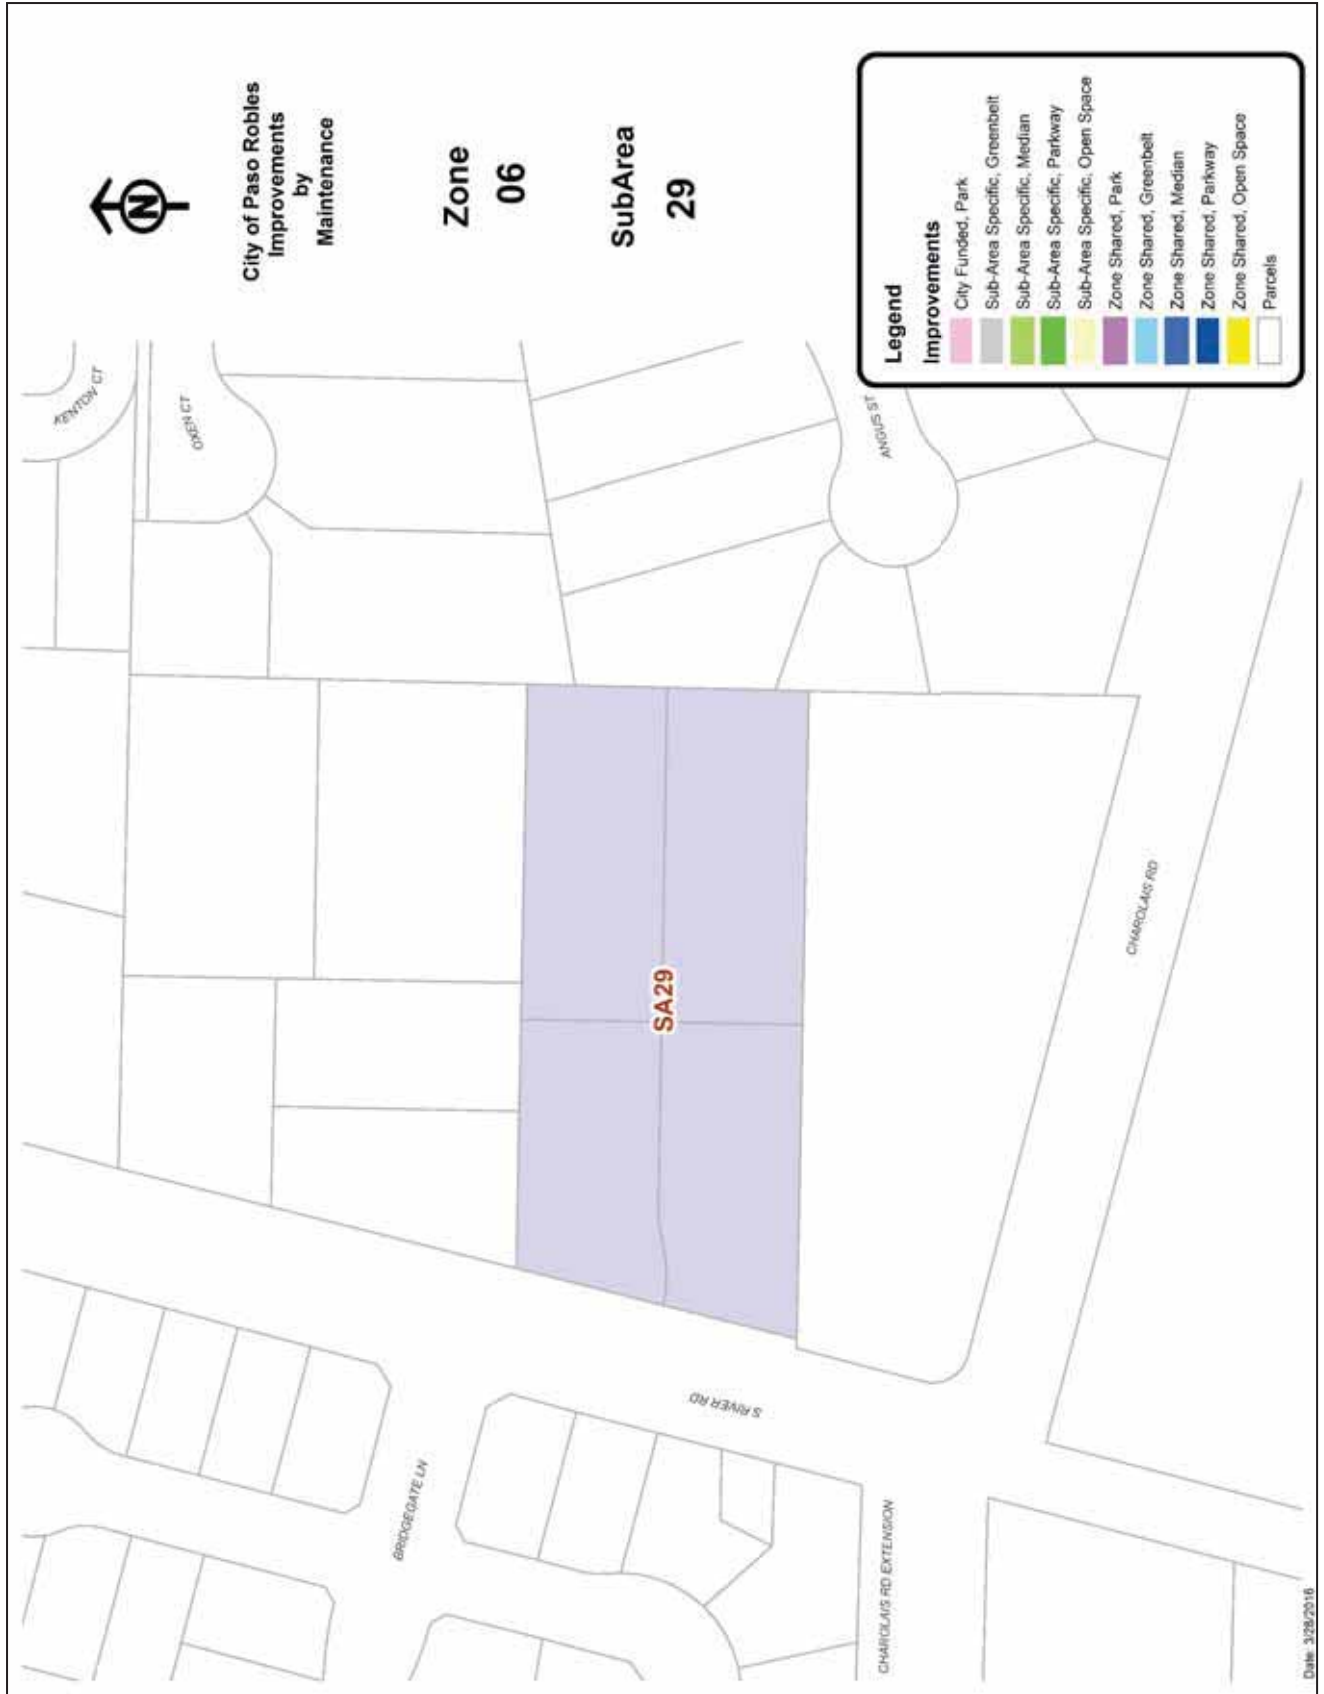 City of Paso Robles
Improvements
by
Maintenance
Zone
06
SubArea
29
N
KENTON CT
OXEN CT
ANGUS ST
SA29
CHAROLAIS RD
S RIVER RD
BRIDGEGATE LN
CHAROLAIS RD EXTENSION
Legend
Improvements
City Funded, Park
Sub-Area Specific, Greenbelt
Sub-Area Specific, Median
Sub-Area Specific, Parkway
Sub-Area Specific, Open Space
Zone Shared, Park
Zone Shared, Greenbelt
Zone Shared, Median
Zone Shared, Parkway
Zone Shared, Open Space
Parcels
Date: 3/28/2016